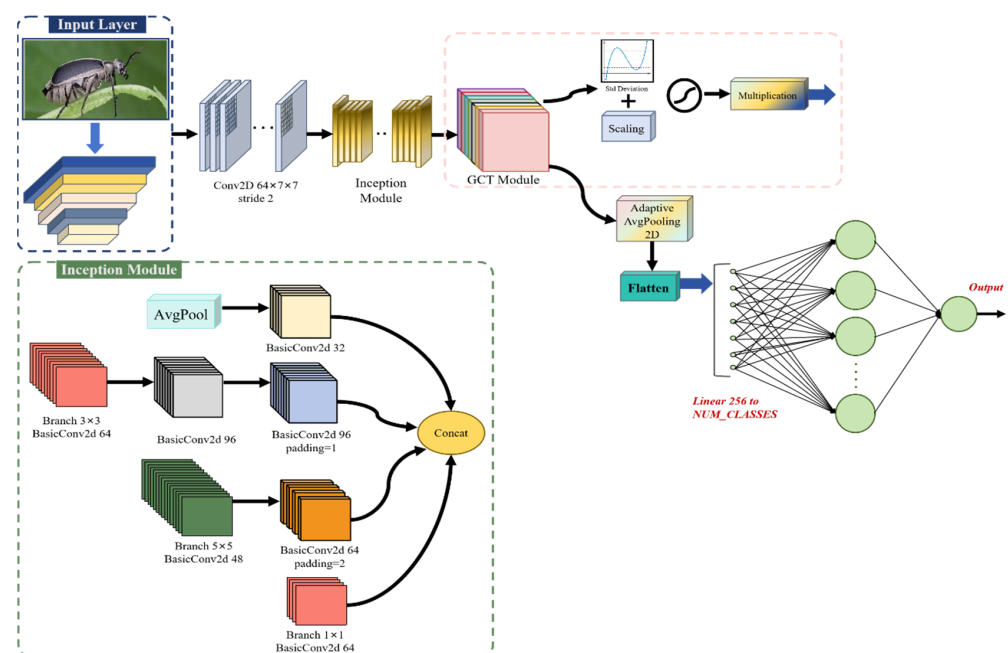 Input Layer
Conv2D 64×7×7
stride 2
Inception
Module
GCT Module
Std Deviation
+
Scaling
Multiplication
Adaptive
AvgPooling
2D
Flatten
Linear 256 to
NUM_CLASSES
Output
Inception Module
AvgPool
BasicConv2d 32
Branch 3×3
BasicConv2d 64
BasicConv2d 96
BasicConv2d 96
padding=1
Concat
Branch 5×5
BasicConv2d 48
BasicConv2d 64
padding=2
Branch 1×1
BasicConv2d 64